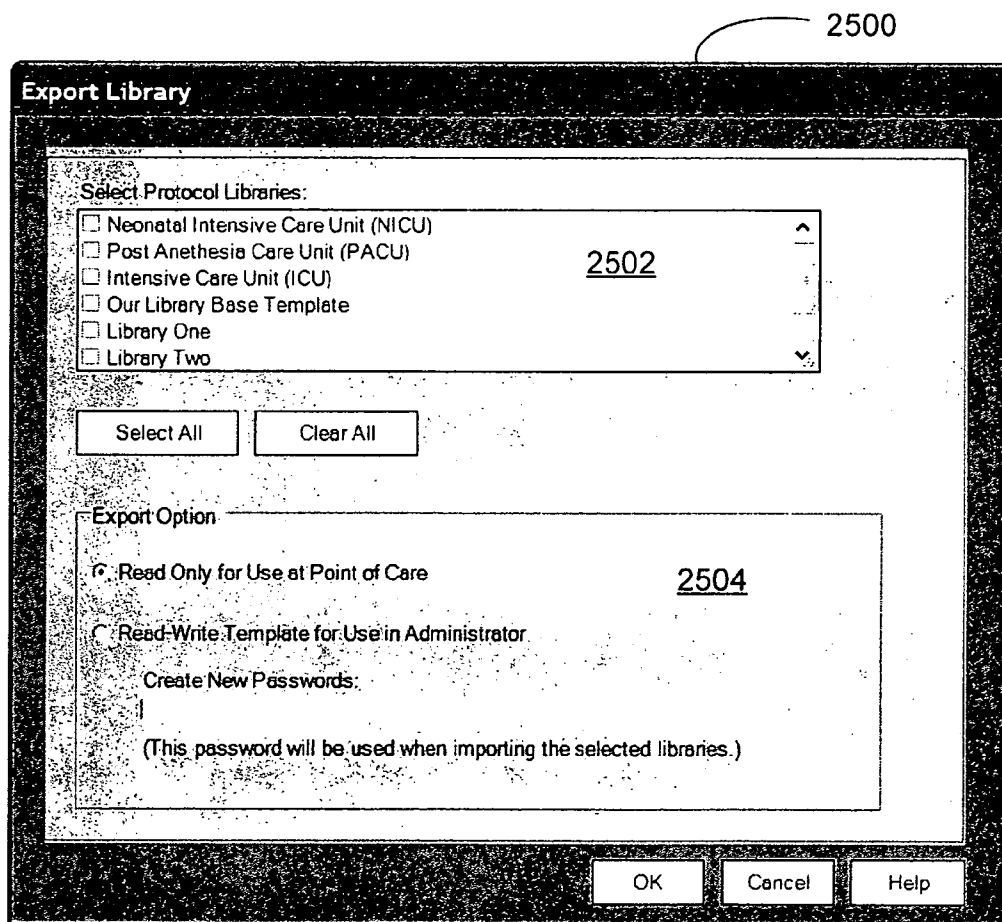 2500
Export Library
Select Protocol Libraries:
Neonatal Intensive Care Unit (NICU)
Post Anethesia Care Unit (PACU)
Intensive Care Unit (ICU)
2502
Our Library Base Template
Library One
Library Two
Select All
Clear All
Export Option
Read Only for Use at Point of Care
2504
Read-Write Template for Use in Administrator
Create New Passwords:
(This password will be used when importing the selected libraries.)
OK
Cancel
Help